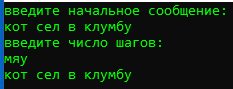 введите начальное сообщение:
кот сел в клумбу
введите число шагов:
мяу
кот сел в клумбу